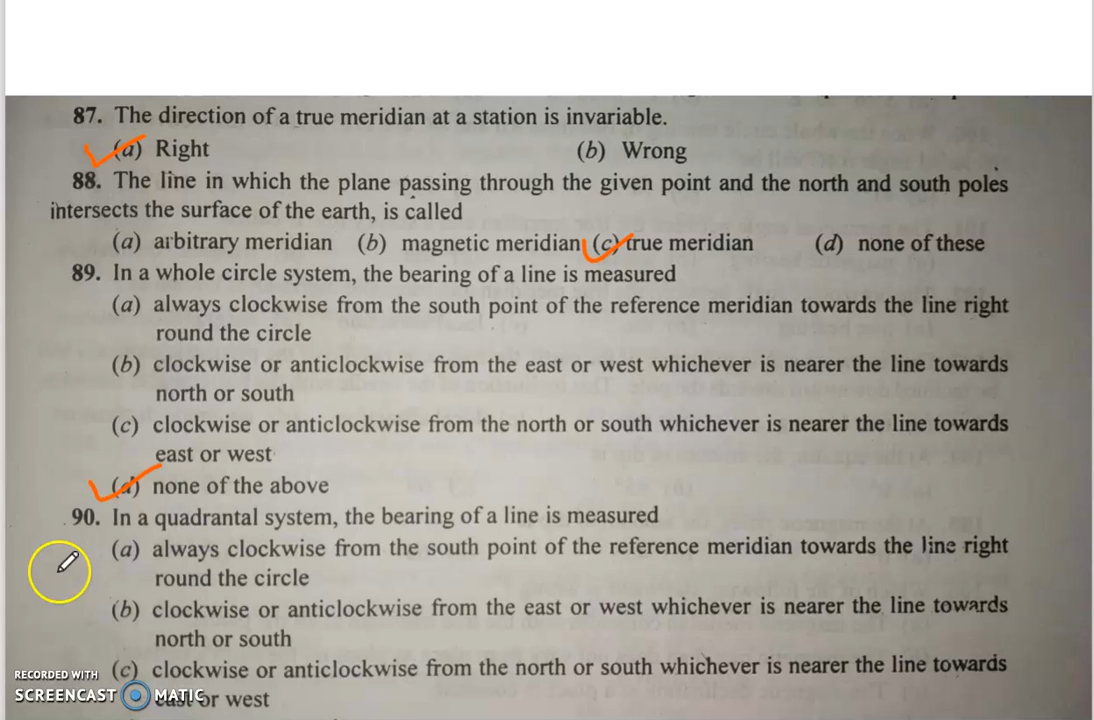 87. The direction of a true meridian at a station is invariable.
(a) Right (b) Wrong
88. The line in which the plane passing through the given point and the north and south poles
intersects the surface of the earth, is called
(a) arbitrary meridian (b) magnetic meridian (c) true meridian (d) none of these
89. In a whole circle system, the bearing of a line is measured
(a) always clockwise from the south point of the reference meridian towards the line right
round the circle
(b) clockwise or anticlockwise from the east or west whichever is nearer the line towards
north or south
(c) clockwise or anticlockwise from the north or south whichever is nearer the line towards
east or west
(d) none of the above
90. In a quadrantal system, the bearing of a line is measured
(a) always clockwise from the south point of the reference meridian towards the line right
round the circle
(b) clockwise or anticlockwise from the east or west whichever is nearer the line towards
north or south
(c) clockwise or anticlockwise from the north or south whichever is nearer the line towards
east or west
RECORDED WITH
SCREENCAST MATIC